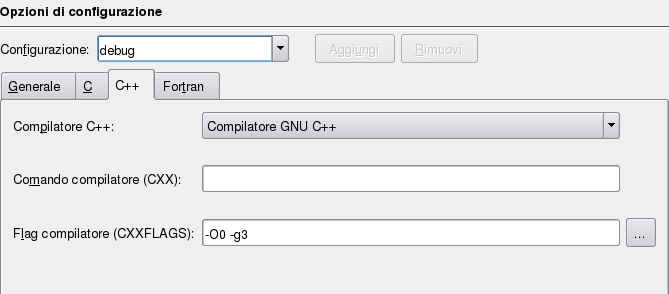 Opzioni di configurazione
Configurazione: debug Aggiungi Rimuovi
Generale C C++ Fortran
Compilatore C++: Compilatore GNU C++
Comando compilatore (CXX):
Flag compilatore (CXXFLAGS): -O0 -g3 ...